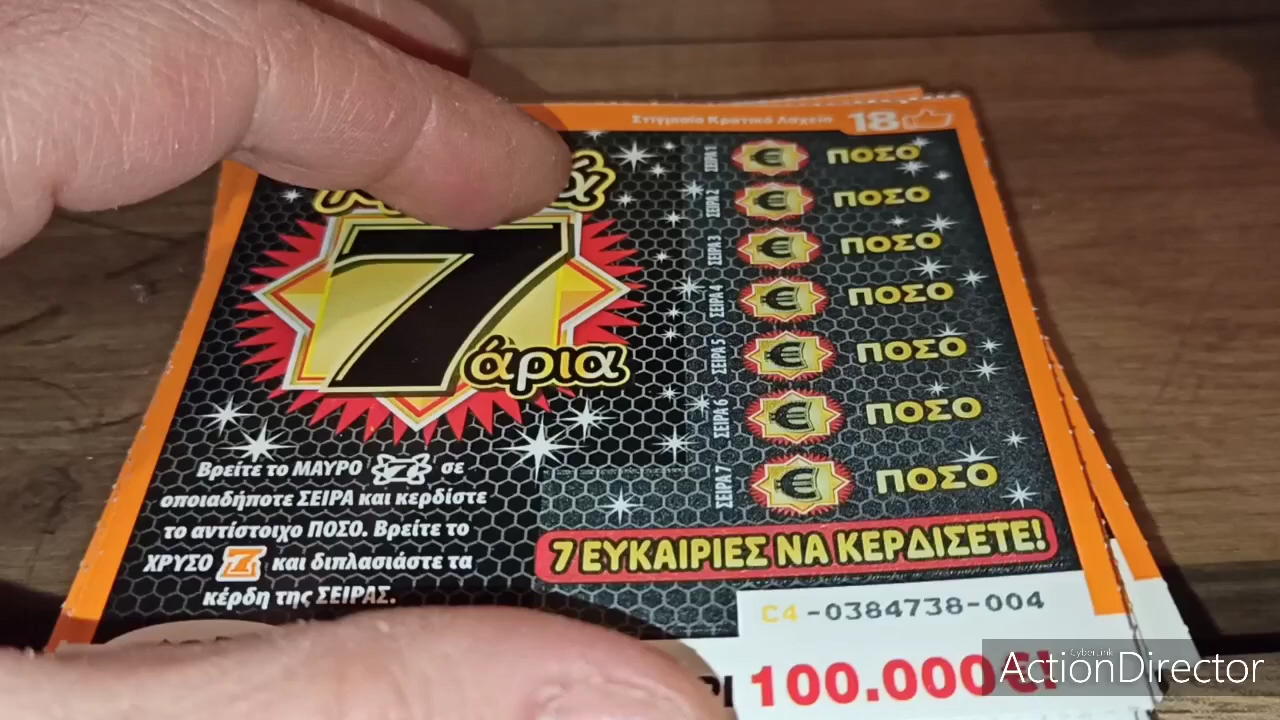 Στιγμιαίο Κρατικό Λαχείο 18
7
άρια
Βρείτε το ΜΑΥΡΟ 7 σε
οποιαδήποτε ΣΕΙΡΑ και κερδίστε
το αντίστοιχο ΠΟΣΟ. Βρείτε το
ΧΡΥΣΟ 7 και διπλασιάστε τα
κέρδη της ΣΕΙΡΑΣ.
ΣΕΙΡΑ 1 € ΠΟΣΟ
ΣΕΙΡΑ 2 € ΠΟΣΟ
ΣΕΙΡΑ 3 € ΠΟΣΟ
ΣΕΙΡΑ 4 € ΠΟΣΟ
ΣΕΙΡΑ 5 € ΠΟΣΟ
ΣΕΙΡΑ 6 € ΠΟΣΟ
ΣΕΙΡΑ 7 € ΠΟΣΟ
7 ΕΥΚΑΙΡΙΕΣ ΝΑ ΚΕΡΔΙΣΕΤΕ!
C4-0384738-004
100.000€!
CyberLink
ActionDirector